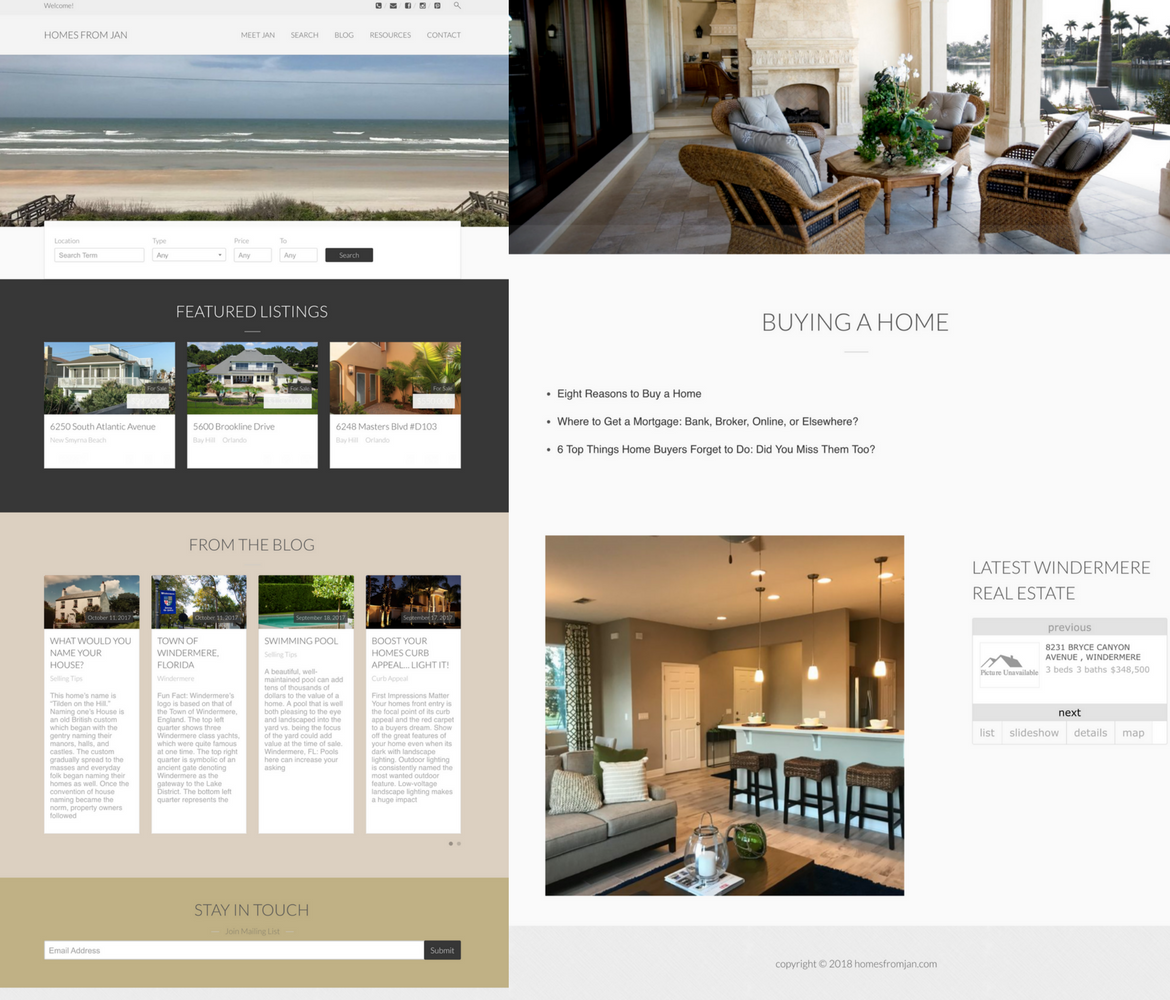 Welcome!
HOMES FROM JAN
MEET JAN SEARCH BLOG RESOURCES CONTACT
Location Type Price To
Search Term Any Any Any Search
FEATURED LISTINGS
For Sale
6250 South Atlantic Avenue
New Smyrna Beach
For Sale
5600 Brookline Drive
Bay Hill Orlando
For Sale
6248 Masters Blvd #D103
Bay Hill Orlando
FROM THE BLOG
October 13, 2017
WHAT WOULD YOU
NAME YOUR
HOUSE?
Selling Tips
This home's name is
"Tilden on the Hill."
Naming one's House is
an old British custom
which began with the
gentry naming their
manors, halls, and
castles. The custom
gradually spread to the
masses and everyday
folk began naming their
homes as well. Once the
convention of house
naming became the
norm, property owners
followed
October 11, 2017
TOWN OF
WINDERMERE,
FLORIDA
Windermere
Fun Fact: Windermere's
logo is based on that of
the Town of Windermere,
England. The top left
quarter shows three
Windermere class yachts,
which were quite famous
at one time. The top right
quarter is symbolic of an
ancient gate denoting
Windermere as the
gateway to the Lake
District. The bottom left
quarter represents the
September 18, 2017
SWIMMING POOL
Selling Tips
A beautiful, well-
maintained pool can add
tens of thousands of
dollars to the value of a
home. A pool that is well
both pleasing to the eye
and landscaped into the
yard vs. being the focus
of the yard could add
value at the time of sale.
Windermere, FL: Pools
here can increase your
asking
September 17, 2017
BOOST YOUR
HOMES CURB
APPEAL... LIGHT IT!
Curb Appeal
First Impressions Matter
Your homes front entry is
the focal point of its curb
appeal and the red carpet
to a buyers dream. Show
off the great features of
your home even when its
dark with landscape
lighting. Outdoor lighting
is consistently named the
most wanted outdoor
feature. Low-voltage
landscape lighting makes
a huge impact
STAY IN TOUCH
Join Mailing List
Email Address Submit
BUYING A HOME
• Eight Reasons to Buy a Home
• Where to Get a Mortgage: Bank, Broker, Online, or Elsewhere?
• 6 Top Things Home Buyers Forget to Do: Did You Miss Them Too?
LATEST WINDERMERE
REAL ESTATE
previous
Picture Unavailable
8231 BRYCE CANYON
AVENUE , WINDERMERE
3 beds 3 baths $348,500
next
list slideshow details map
copyright © 2018 homesfromjan.com